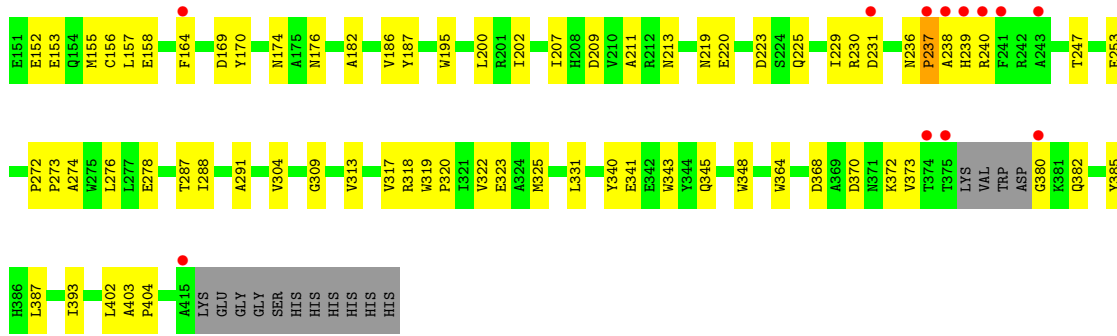 E151 E152 E153 Q154 M155 C156 L157 E158 F164 D169 Y170 N174 A175 N176 A182 V186 Y187 W195 L200 R201 I202 I207 H208 D209 V210 A211 R212 N213 N219 E220 D223 S224 Q225 I229 R230 D231 N236 P237 A238 H239 R240 F241 R242 A243 T247 E253
P272 P273 A274 W275 L276 L277 E278 T287 I288 A291 V304 G309 V313 V317 R318 W319 P320 I321 V322 E323 A324 M325 L331 Y340 E341 E342 W343 Y344 Q345 W348 W364 D368 A369 D370 N371 K372 V373 T374 T375 LYS VAL TRP ASP G380 K381 Q382 Y385
H386 L387 I393 L402 A403 P404 A415 LYS GLU GLY GLY SER HIS HIS HIS HIS HIS HIS